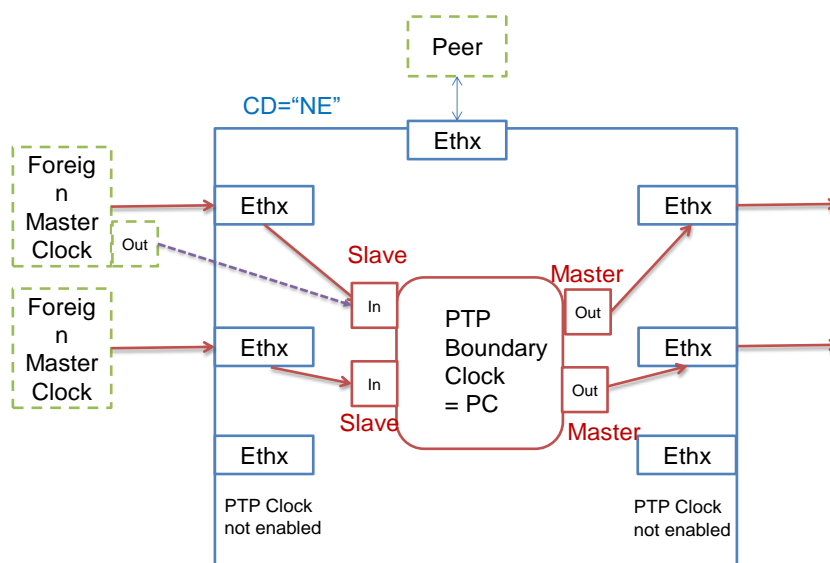 Peer
CD=“NE”
Ethx
Foreig
n
Master
Clock
Out
Ethx
Ethx
Slave
In
Master
Out
PTP
Boundary
Clock
= PC
Foreig
n
Master
Clock
Ethx
In
Slave
Out
Master
Ethx
Ethx
Ethx
PTP Clock
not enabled
PTP Clock
not enabled